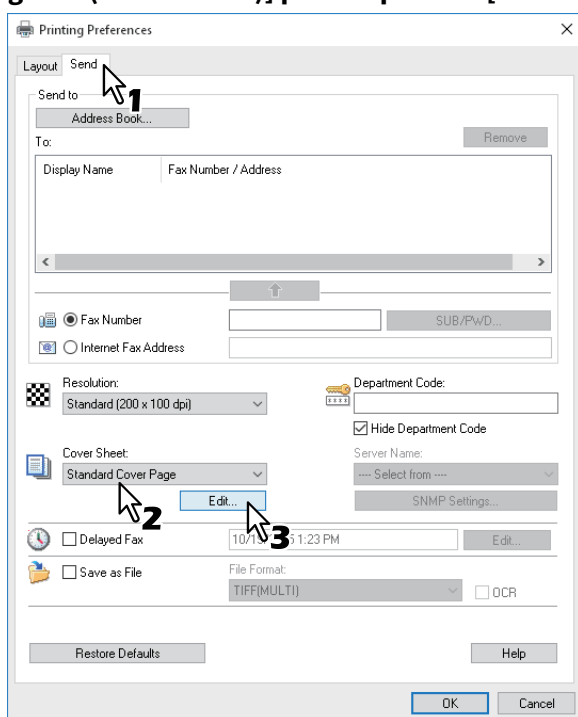 Printing Preferences
Layout Send
1
Send to
Address Book...
To:
Remove
Display Name Fax Number / Address
Fax Number
SUB/PWD...
Internet Fax Address
Resolution:
Standard (200 x 100 dpi)
Department Code:
Hide Department Code
Cover Sheet:
Standard Cover Page
Server Name:
---- Select from ----
Edit...
SNMP Settings...
2
3
Delayed Fax
1:23 PM
Edit...
Save as File
File Format:
TIFF(MULTI)
OCR
Restore Defaults
Help
OK
Cancel